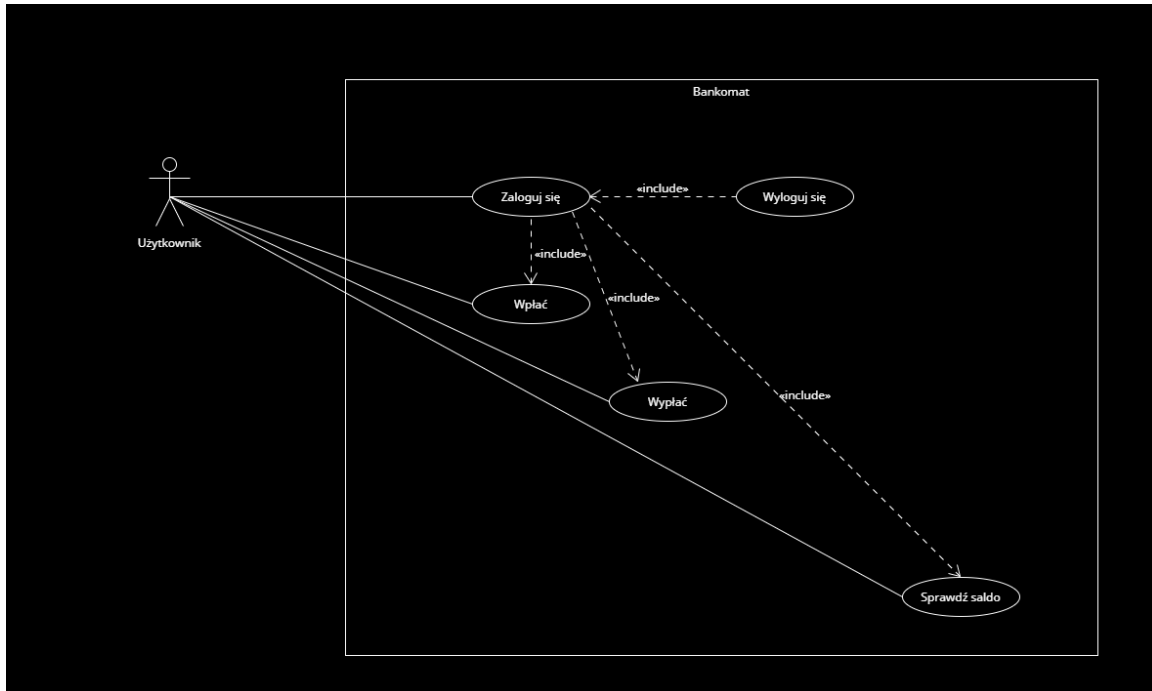 Bankomat
Zaloguj się
«include»
Wyloguj się
Użytkownik
«include»
Wpłać
«include»
Wypłać
«include»
Sprawdź saldo